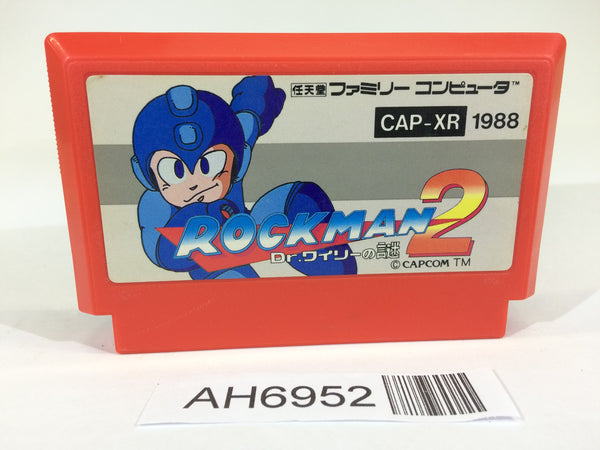 任天堂 ファミリー コンピュータ™
CAP-XR 1988
ROCKMAN 2
Dr.ワイリーの謎
©CAPCOM TM
AH6952